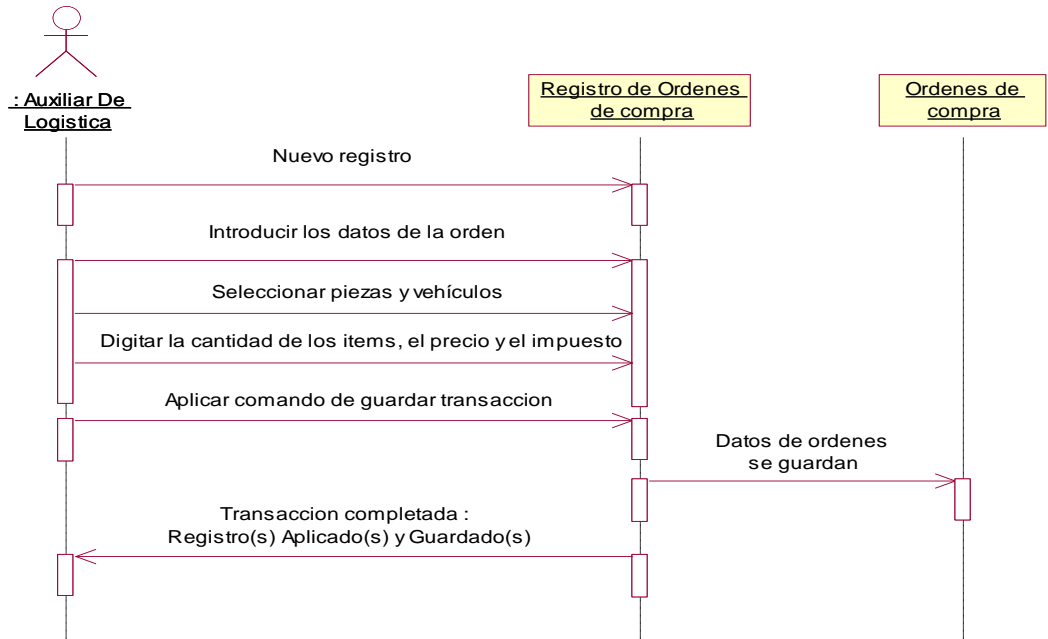 : Auxiliar De
Logistica
Registro de Ordenes
de compra
Ordenes de
compra
Nuevo registro
Introducir los datos de la orden
Seleccionar piezas y vehículos
Digitar la cantidad de los items, el precio y el impuesto
Aplicar comando de guardar transaccion
Datos de ordenes
se guardan
Transaccion completada :
Registro(s) Aplicado(s) y Guardado(s)